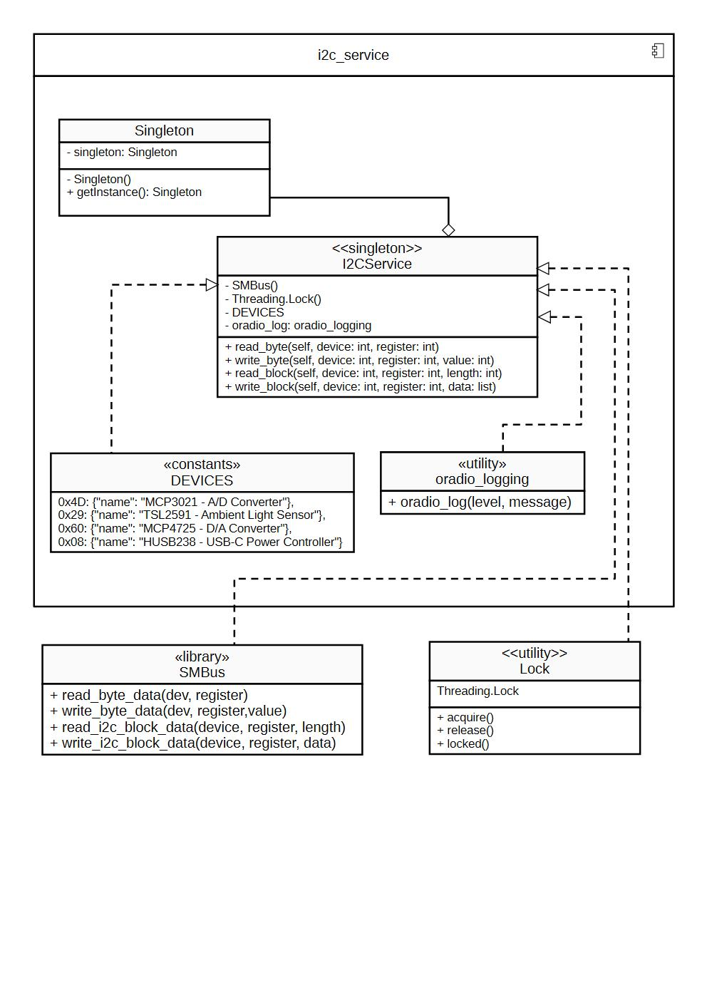 i2c_service
Singleton
- singleton: Singleton
- Singleton()
+ getInstance(): Singleton
<<singleton>>
I2CService
- SMBus()
- Threading.Lock()
- DEVICES
- oradio_log: oradio_logging
+ read_byte(self, device: int, register: int)
+ write_byte(self, device: int, register: int, value: int)
+ read_block(self, device: int, register: int, length: int)
+ write_block(self, device: int, register: int, data: list)
«constants»
DEVICES
0x4D: {"name": "MCP3021 - A/D Converter"},
0x29: {"name": "TSL2591 - Ambient Light Sensor"},
0x60: {"name": "MCP4725 - D/A Converter"},
0x08: {"name": "HUSB238 - USB-C Power Controller"}
«utility»
oradio_logging
+ oradio_log(level, message)
«library»
SMBus
+ read_byte_data(dev, register)
+ write_byte_data(dev, register,value)
+ read_i2c_block_data(device, register, length)
+ write_i2c_block_data(device, register, data)
<<utility>>
Lock
Threading.Lock
+ acquire()
+ release()
+ locked()